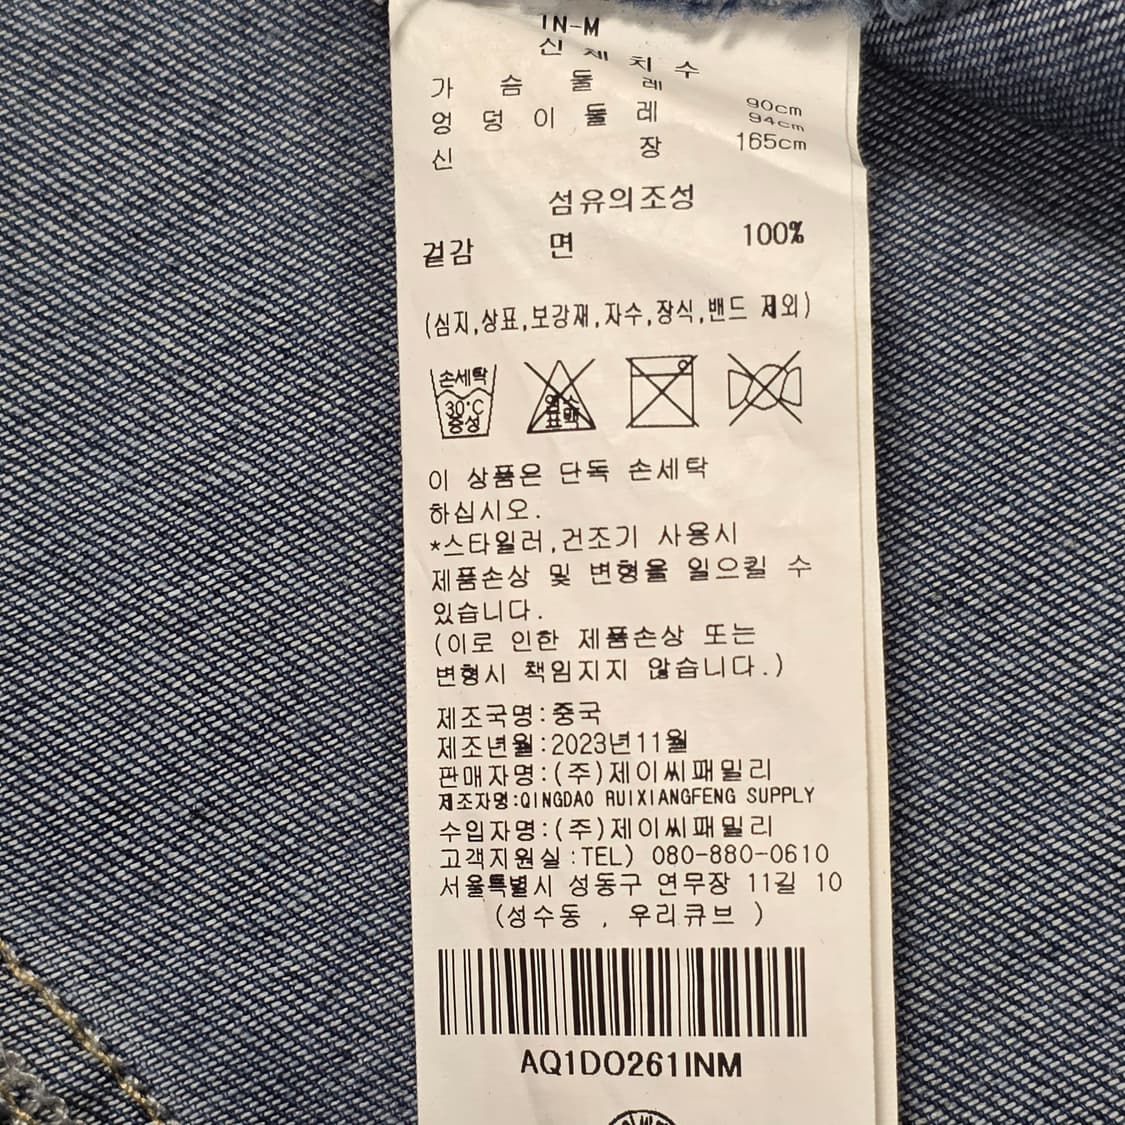 IN-M
신 체 치 수
가 슴 둘 레 90cm
엉 덩 이 둘 레 94cm
신 장 165cm
섬유의조성
겉감 면 100%
(심지,상표,보강재,자수,장식,밴드 제외)
손세탁
30°C
중성
염소
표백
이 상품은 단독 손세탁
하십시오.
*스타일러,건조기 사용시
제품손상 및 변형을 일으킬 수
있습니다.
(이로 인한 제품손상 또는
변형시 책임지지 않습니다.)
제조국명:중국
제조년월:2023년11월
판매자명:(주)제이씨패밀리
제조자명:QINGDAO RUIXIANGFENG SUPPLY
수입자명:(주)제이씨패밀리
고객지원실:TEL) 080-880-0610
서울특별시 성동구 연무장 11길 10
(성수동 , 우리큐브 )
AQ1DO261INM